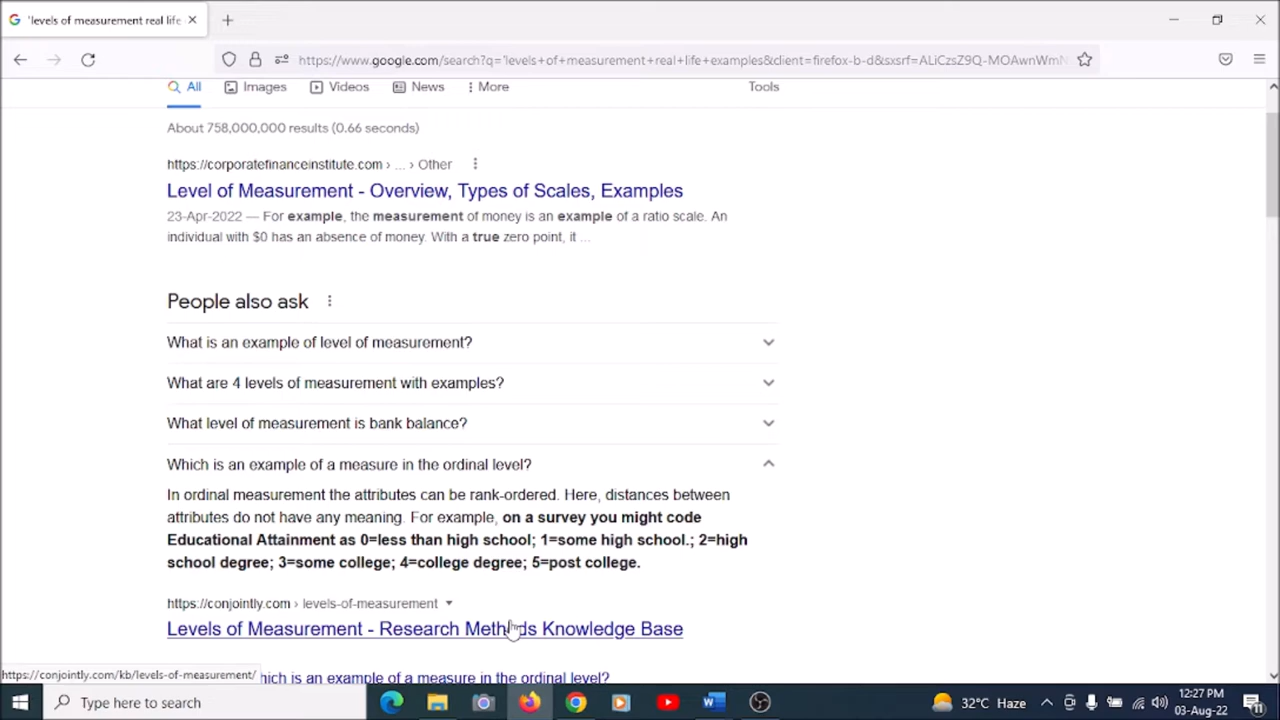 'levels of measurement real life
https://www.google.com/search?q='levels+of+measurement+real+life+examples&client=firefox-b-d&sxsrf=ALiCzsZ9Q-MOAwnWmN
All Images Videos News More Tools
About 758,000,000 results (0.66 seconds)
https://corporatefinanceinstitute.com › ... › Other
Level of Measurement - Overview, Types of Scales, Examples
23-Apr-2022 — For example, the measurement of money is an example of a ratio scale. An
individual with $0 has an absence of money. With a true zero point, it ...
People also ask
What is an example of level of measurement?
What are 4 levels of measurement with examples?
What level of measurement is bank balance?
Which is an example of a measure in the ordinal level?
In ordinal measurement the attributes can be rank-ordered. Here, distances between
attributes do not have any meaning. For example, on a survey you might code
Educational Attainment as 0=less than high school; 1=some high school.; 2=high
school degree; 3=some college; 4=college degree; 5=post college.
https://conjointly.com › levels-of-measurement
Levels of Measurement - Research Methods Knowledge Base
https://conjointly.com/kb/levels-of-measurement/ hich is an example of a measure in the ordinal level?
Type here to search
32°C Haze
12:27 PM
03-Aug-22
11